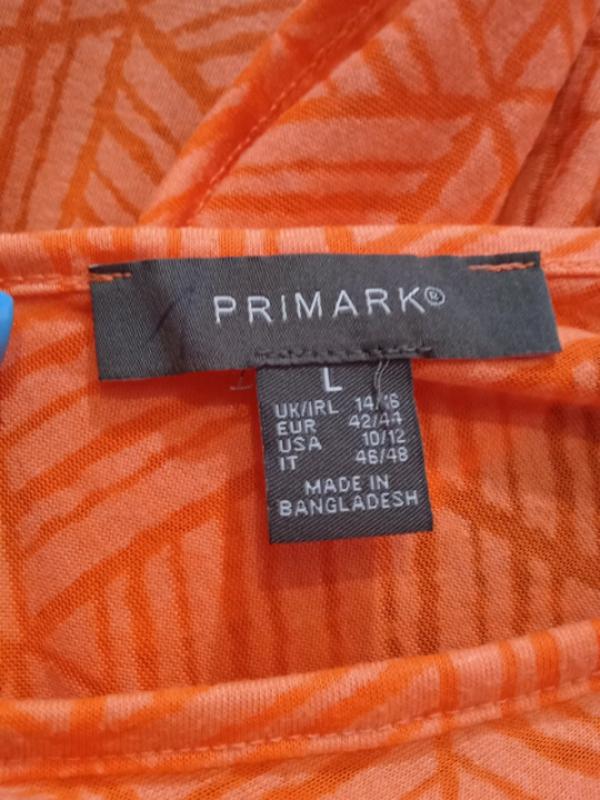 PRIMARK®
L
UK/IRL 14/16
EUR 42/44
USA 10/12
IT 46/48
MADE IN
BANGLADESH